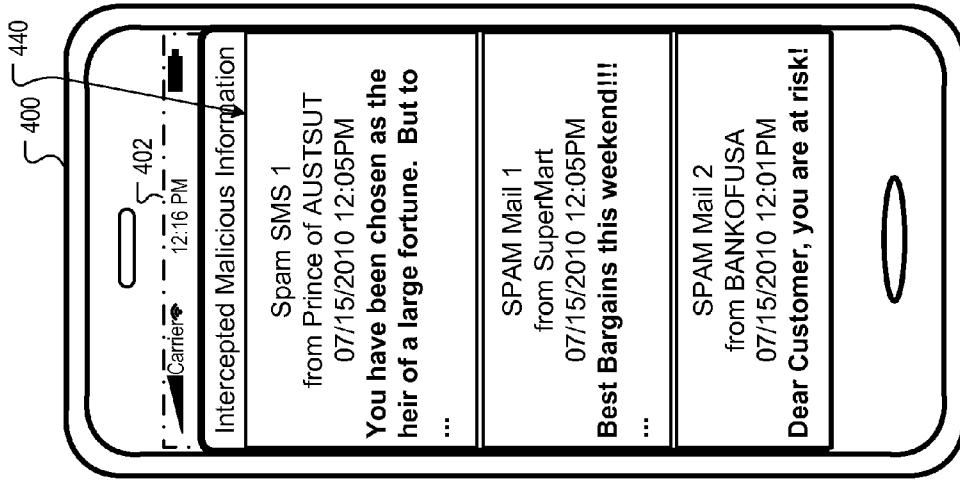 400
440
402
Carrier 12:16 PM
Intercepted Malicious Information
Spam SMS 1
from Prince of AUSTSUT
07/15/2010 12:05PM
You have been chosen as the
heir of a large fortune. But to
...
SPAM Mail 1
from SuperMart
07/15/2010 12:05PM
Best Bargains this weekend!!!
...
SPAM Mail 2
from BANKOFUSA
07/15/2010 12:01PM
Dear Customer, you are at risk!